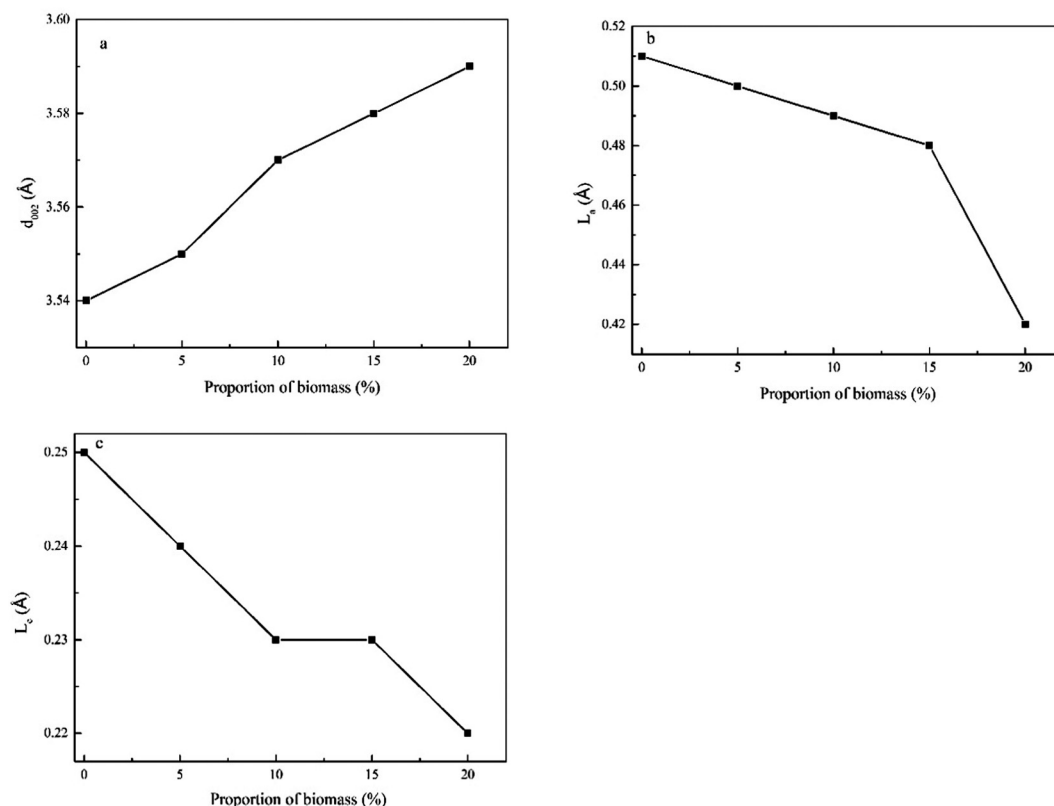 a
3.60
3.58
3.56
3.54
d002 (Å)
0 5 10 15 20
Proportion of biomass (%)
b
0.52
0.50
0.48
0.46
0.44
0.42
La (Å)
0 5 10 15 20
Proportion of biomass (%)
c
0.25
0.24
0.23
0.22
Lc (Å)
0 5 10 15 20
Proportion of biomass (%)